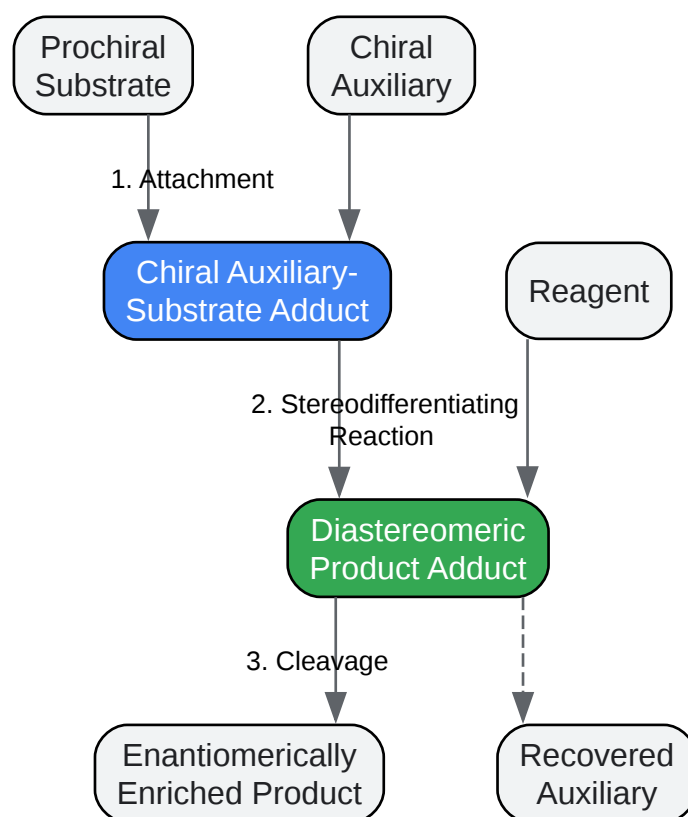 Prochiral
Substrate
Chiral
Auxiliary
1. Attachment
Chiral Auxiliary-
Substrate Adduct
Reagent
2. Stereodifferentiating
Reaction
Diastereomeric
Product Adduct
3. Cleavage
Enantiomerically
Enriched Product
Recovered
Auxiliary